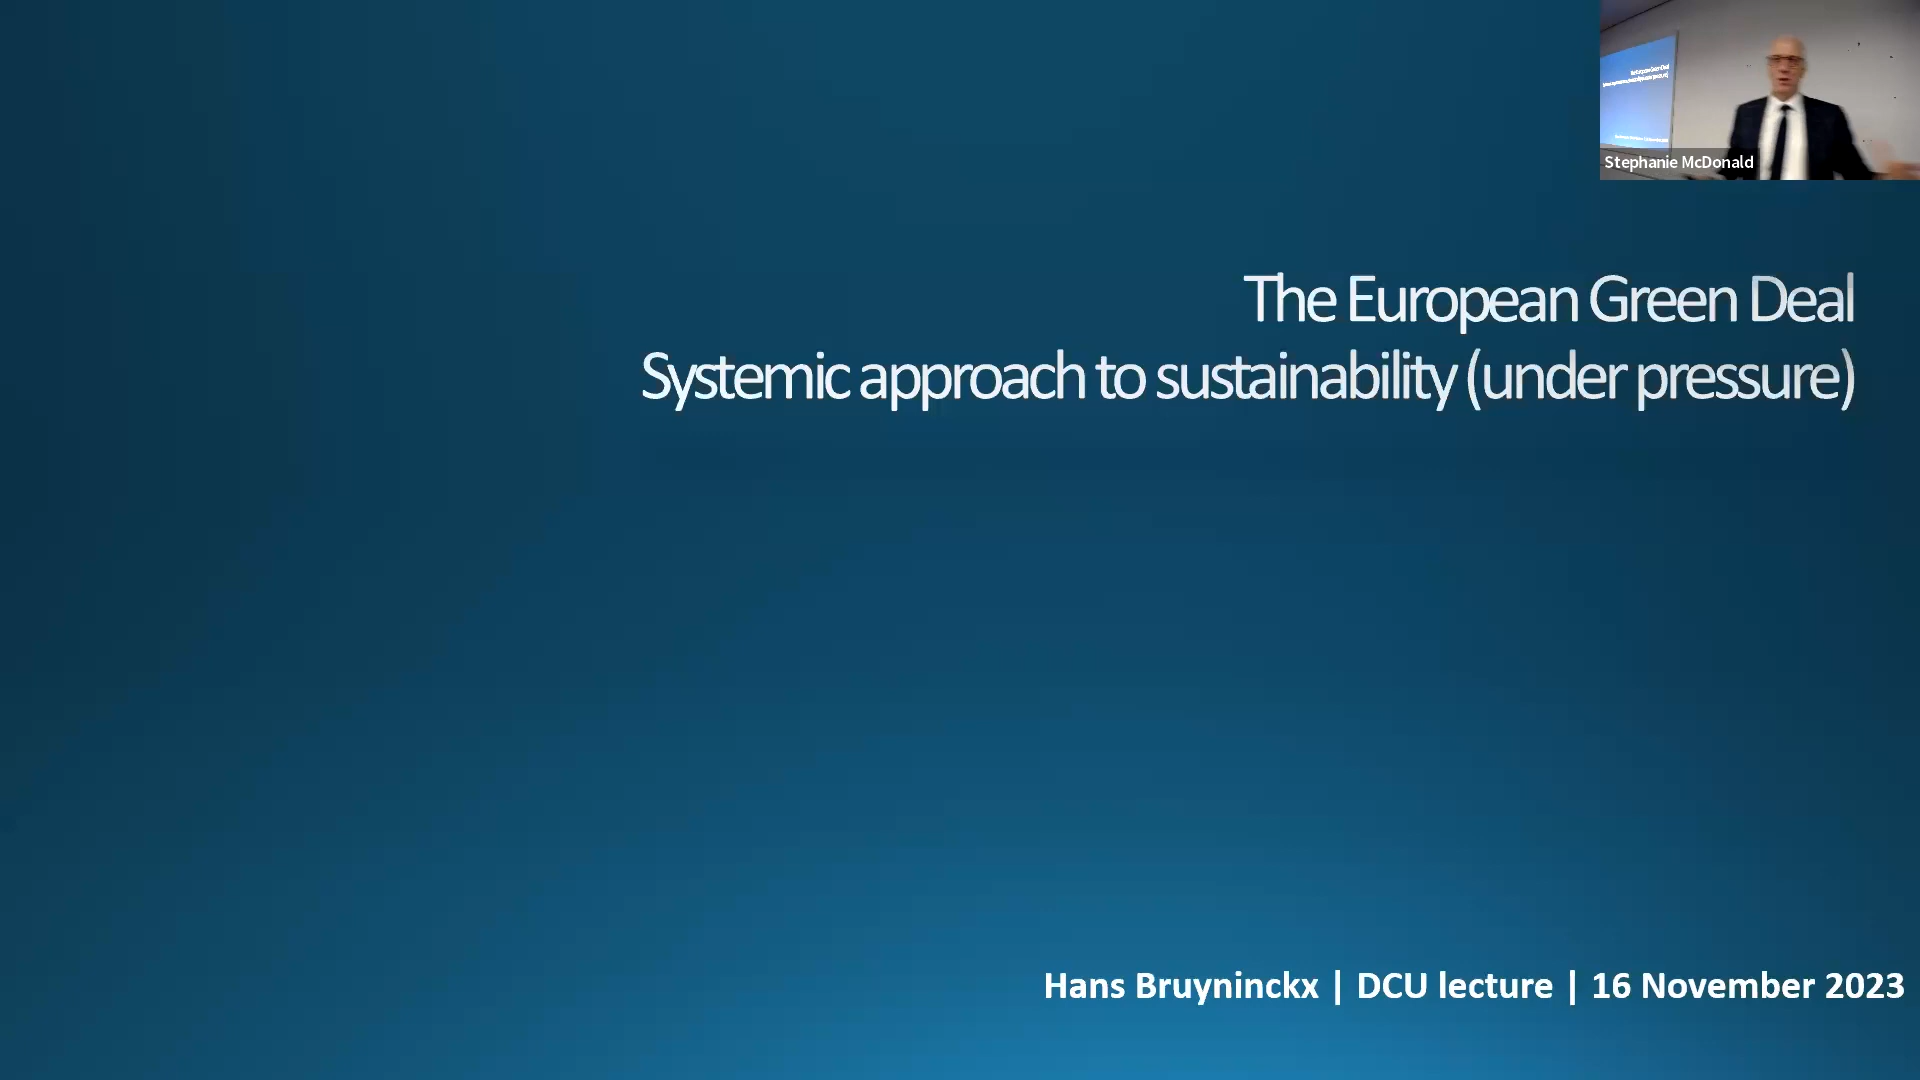 Stephanie McDonald
The European Green Deal
Systemic approach to sustainability (under pressure)
Hans Bruyninckx | DCU lecture | 16 November 2023